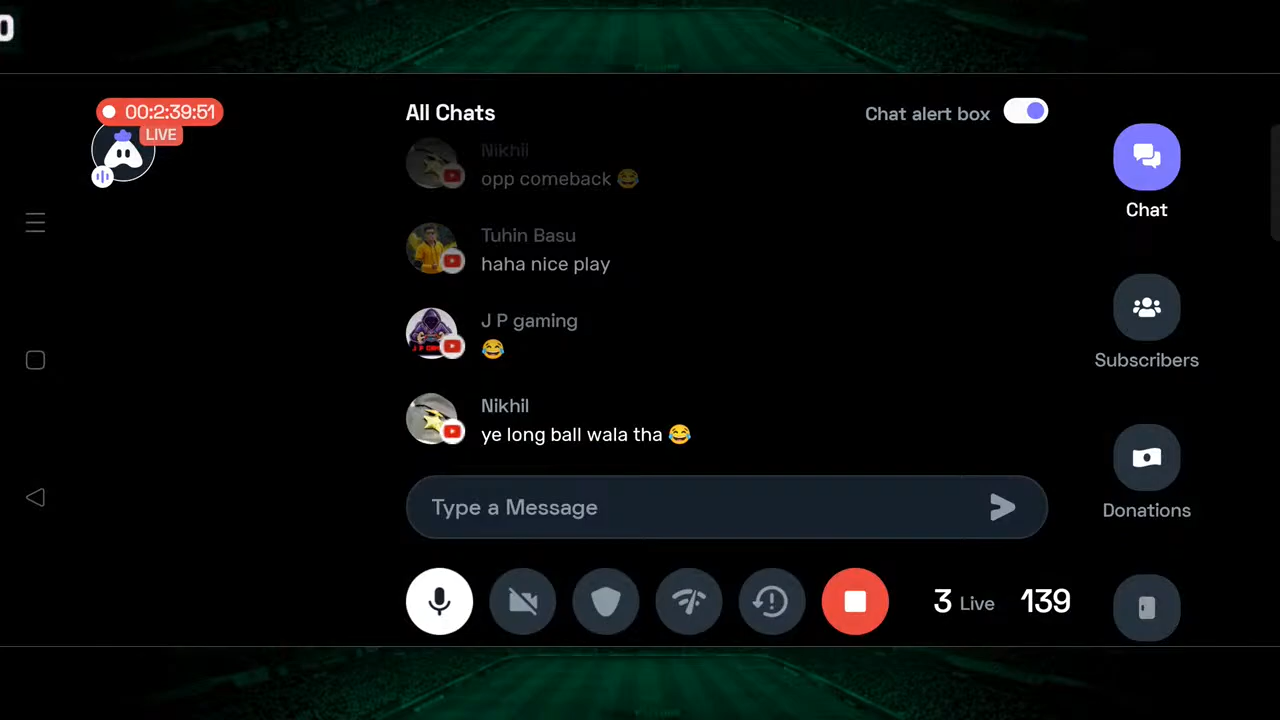 00:2:39:51
LIVE
All Chats
Chat alert box
Nikhil
opp comeback 😂
Tuhin Basu
haha nice play
J P gaming
😂
Nikhil
ye long ball wala tha 😂
Type a Message
3 Live 139
Chat
Subscribers
Donations